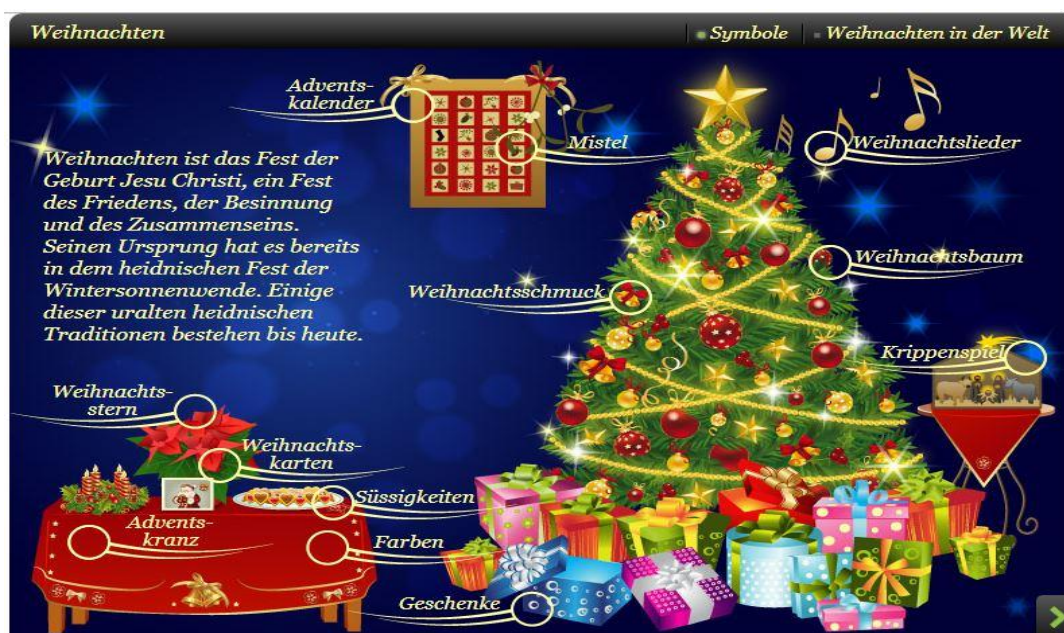 Weihnachten
Symbole
Weihnachten in der Welt
Advents-
kalender
Mistel
Weihnachtslieder
Weihnachten ist das Fest der
Geburt Jesu Christi, ein Fest
des Friedens, der Besinnung
und des Zusammenseins.
Seinen Ursprung hat es bereits
in dem heidnischen Fest der
Wintersonnenwende. Einige
dieser uralten heidnischen
Traditionen bestehen bis heute.
Weihnachtsbaum
Weihnachtsschmuck
Krippenspiel
Weihnachts-
stern
Weihnachts-
karten
Süssigkeiten
Advents-
kranz
Farben
Geschenke